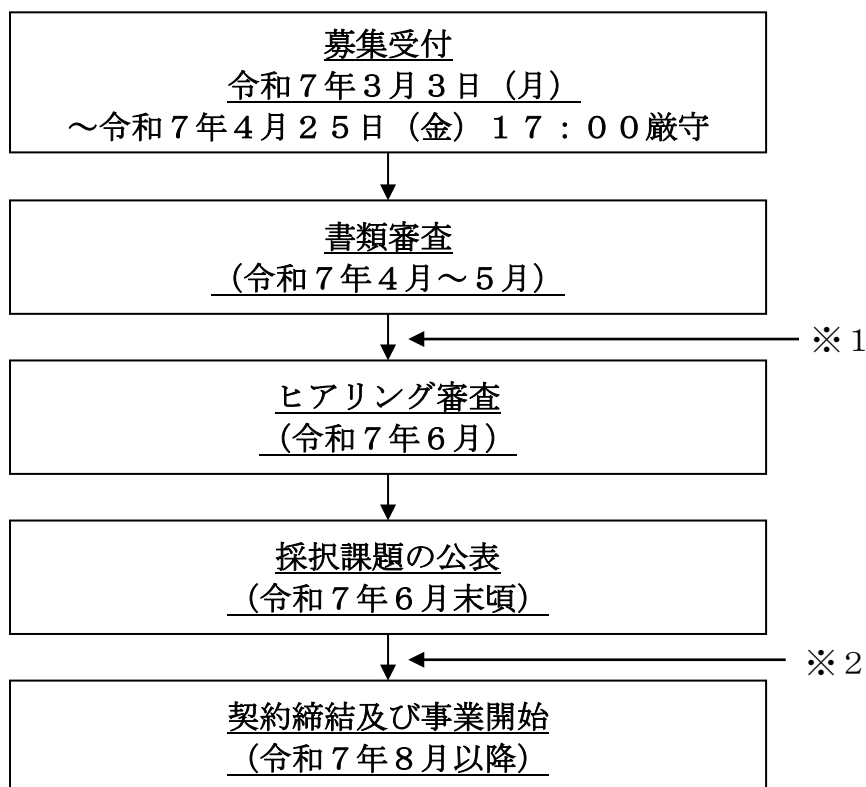 募集受付
令和７年３月３日（月）
～令和７年４月２５日（金）１７：００厳守
書類審査
（令和７年４月～５月）
※１
ヒアリング審査
（令和７年６月）
採択課題の公表
（令和７年６月末頃）
※２
契約締結及び事業開始
（令和７年８月以降）